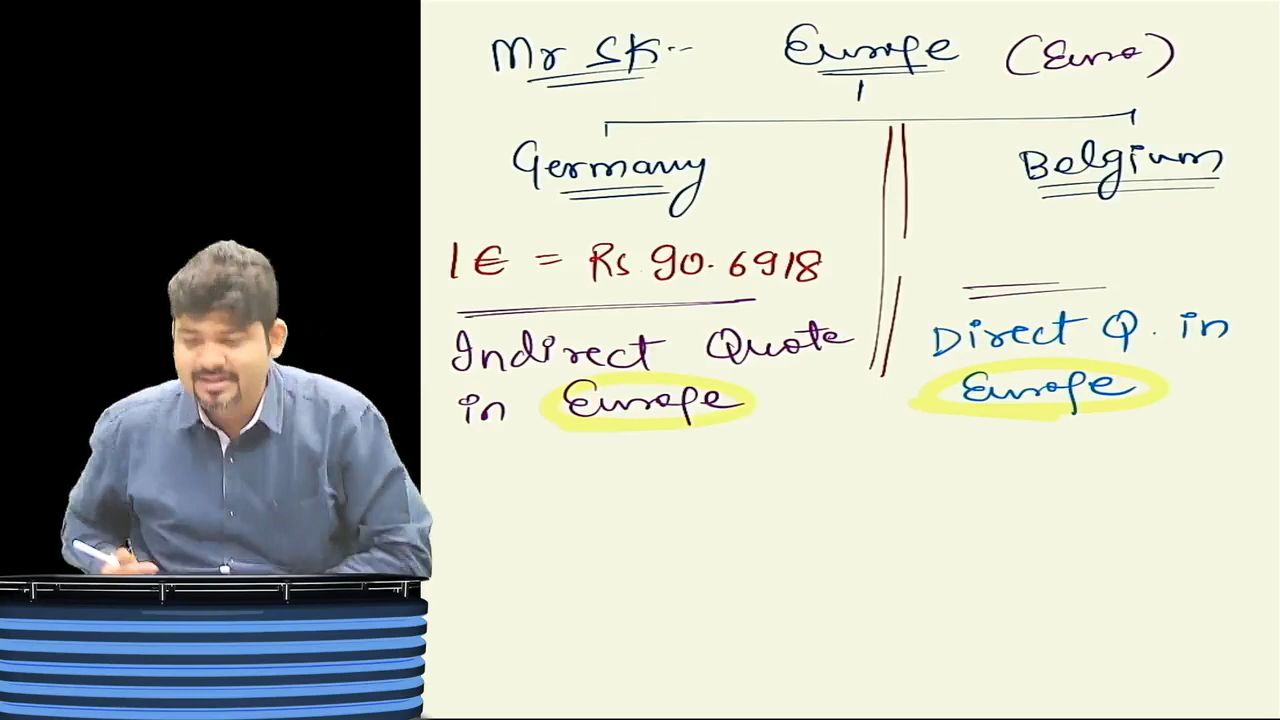 Mr SK--
Europe (Euro)
Germany
Belgium
1€ = Rs 90.6918
Indirect Quote
in Europe
Direct Q. in
Europe